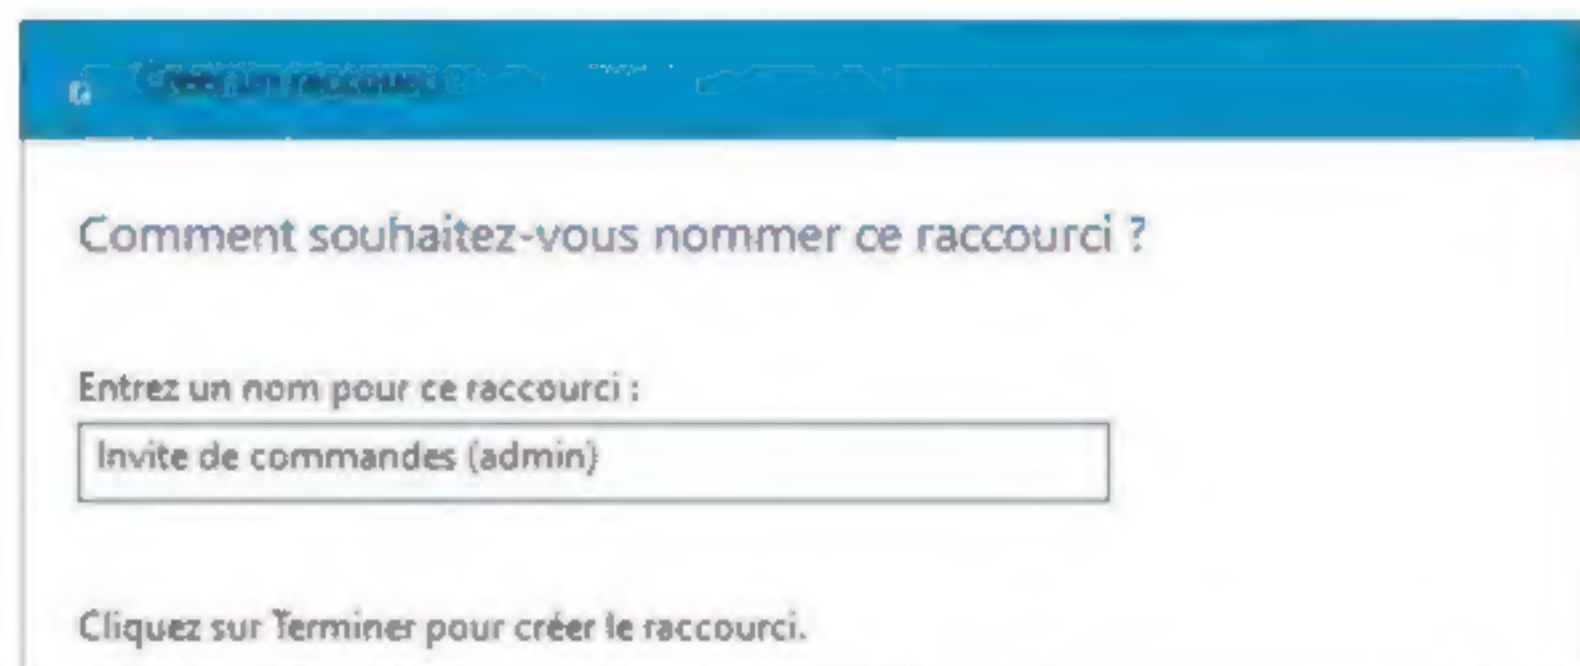 Comment souhaitez-vous nommer ce raccourci ?
Entrez un nom pour ce raccourci :
Invite de commandes (admin)
Cliquez sur Terminer pour créer le raccourci.